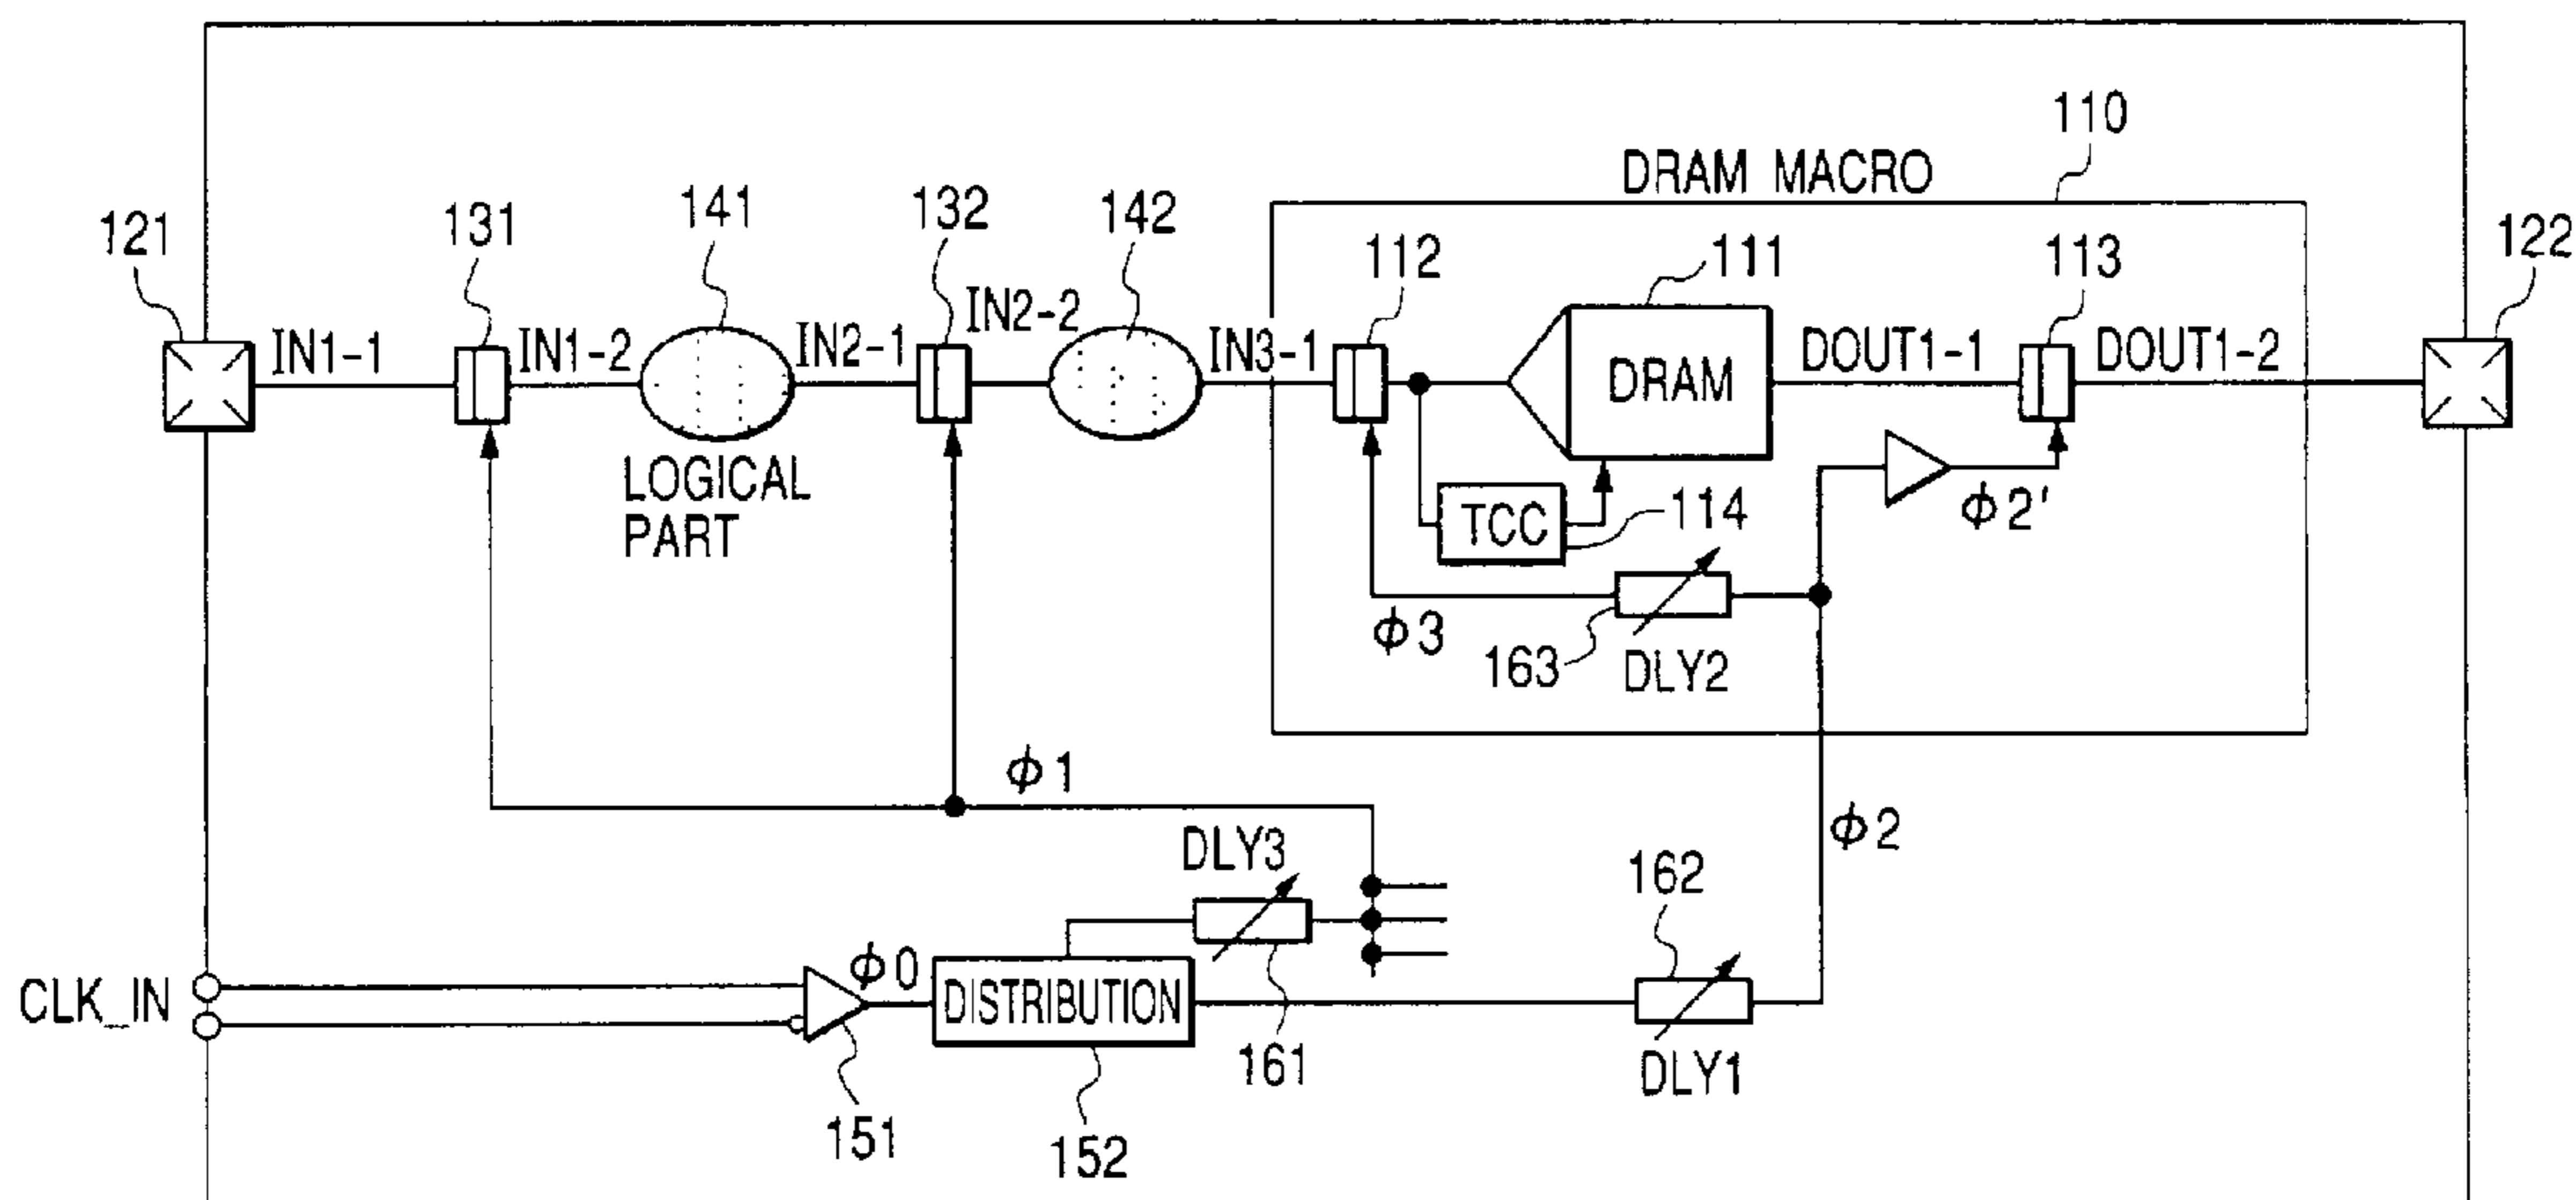 110
DRAM MACRO
121
131
141
132
142
112
111
113
122
IN1-1
IN1-2
IN2-1
IN2-2
IN3-1
DRAM
DOUT1-1
DOUT1-2
LOGICAL
PART
TCC
114
ϕ2'
ϕ3
163
DLY2
ϕ1
ϕ2
DLY3
162
CLK_IN
ϕ0
DISTRIBUTION
161
DLY1
151
152